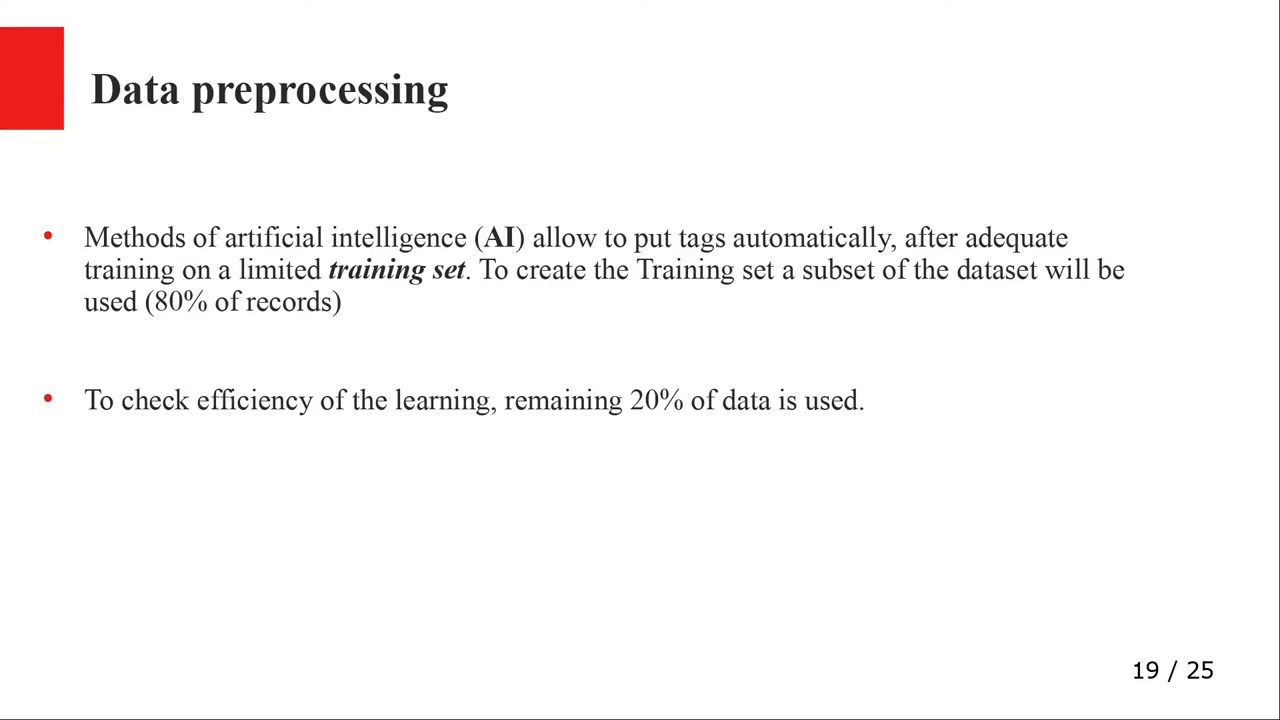 Data preprocessing
• Methods of artificial intelligence (AI) allow to put tags automatically, after adequate
training on a limited training set. To create the Training set a subset of the dataset will be
used (80% of records)
• To check efficiency of the learning, remaining 20% of data is used.
19 / 25